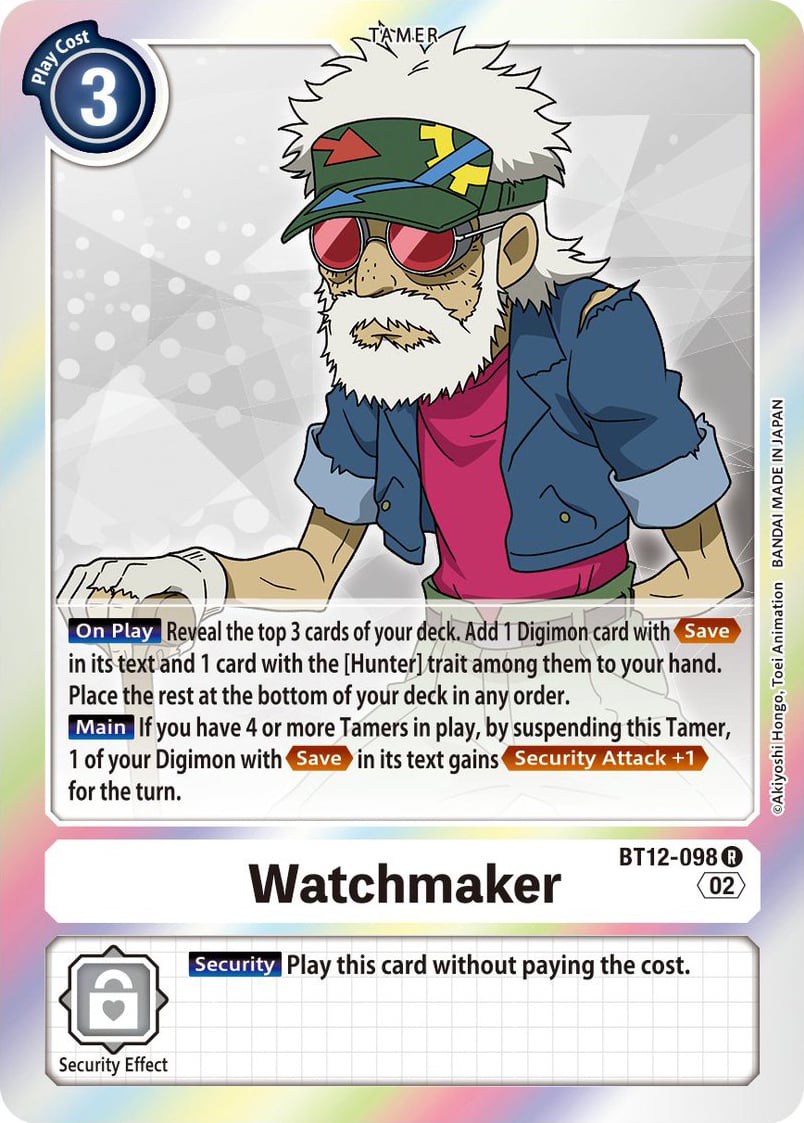 TAMER
Play Cost
3
On Play Reveal the top 3 cards of your deck. Add 1 Digimon card with Save
in its text and 1 card with the [Hunter] trait among them to your hand.
Place the rest at the bottom of your deck in any order.
Main If you have 4 or more Tamers in play, by suspending this Tamer,
1 of your Digimon with Save in its text gains Security Attack +1
for the turn.
©Akiyoshi Hongo, Toei Animation BANDAI MADE IN JAPAN
BT12-098 R
Watchmaker
02
Security Play this card without paying the cost.
Security Effect